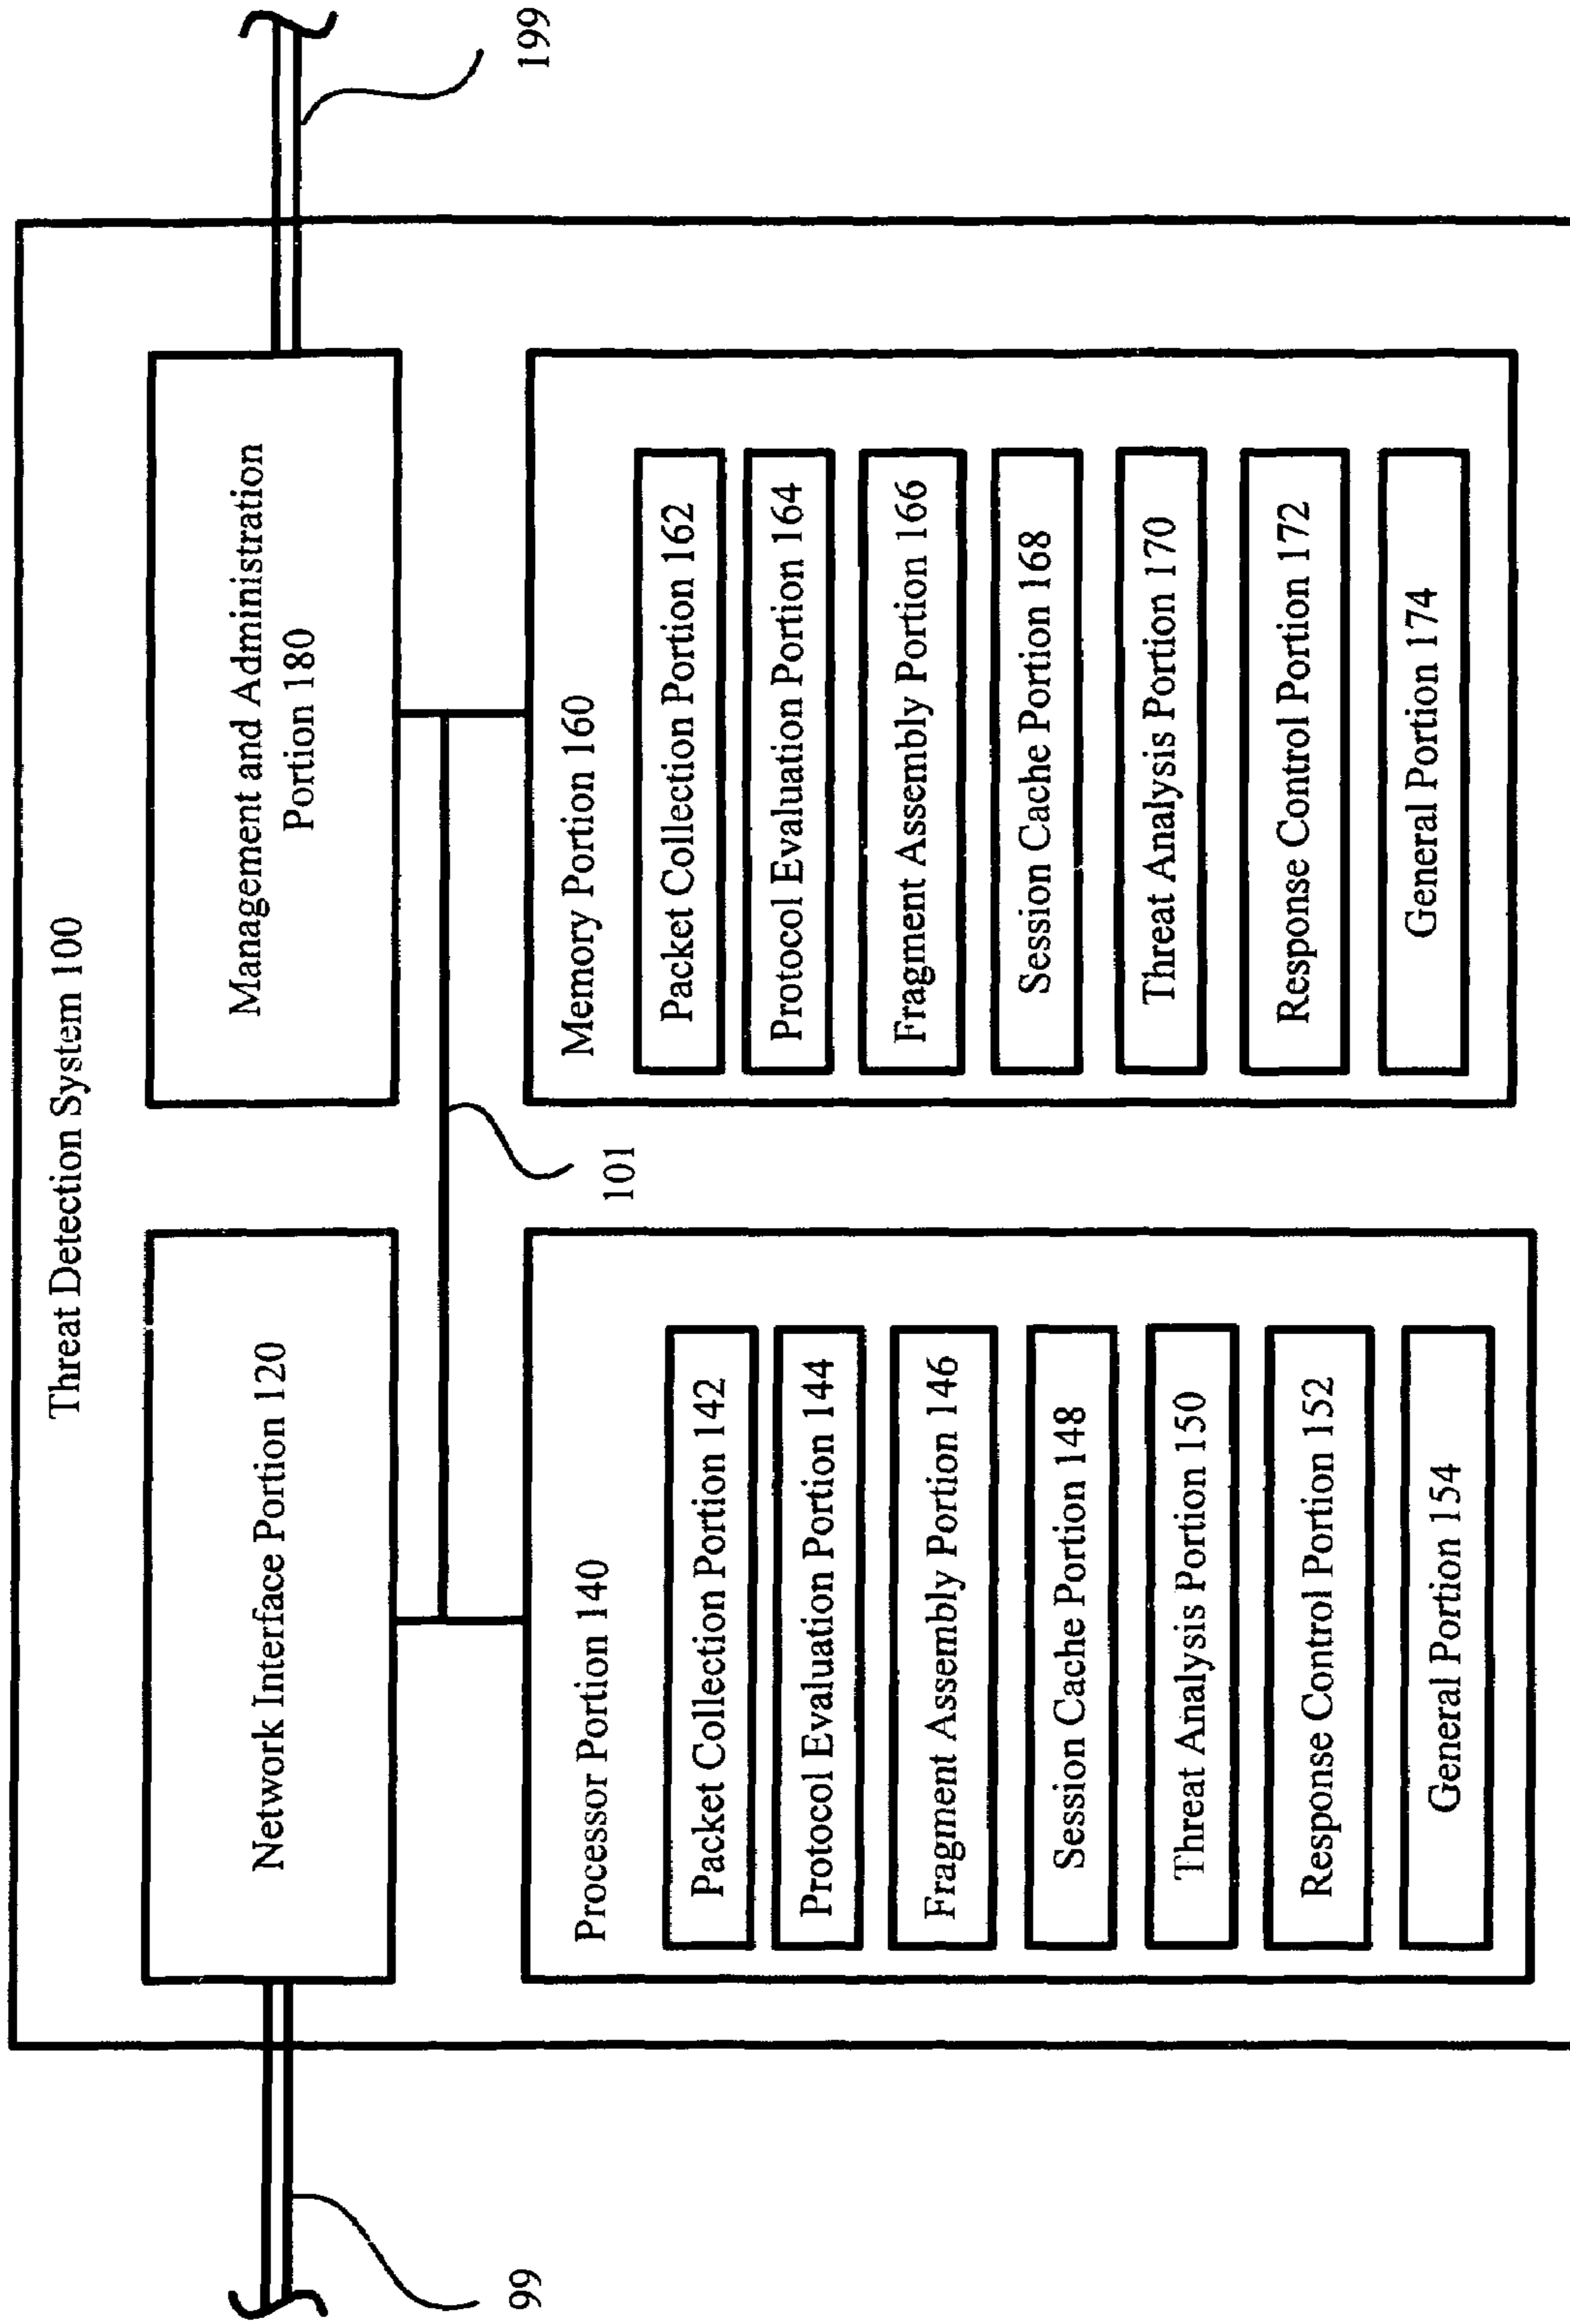 Threat Detection System 100
Network Interface Portion 120
Management and Administration
Portion 180
99
199
101
Processor Portion 140
Packet Collection Portion 142
Protocol Evaluation Portion 144
Fragment Assembly Portion 146
Session Cache Portion 148
Threat Analysis Portion 150
Response Control Portion 152
General Portion 154
Memory Portion 160
Packet Collection Portion 162
Protocol Evaluation Portion 164
Fragment Assembly Portion 166
Session Cache Portion 168
Threat Analysis Portion 170
Response Control Portion 172
General Portion 174